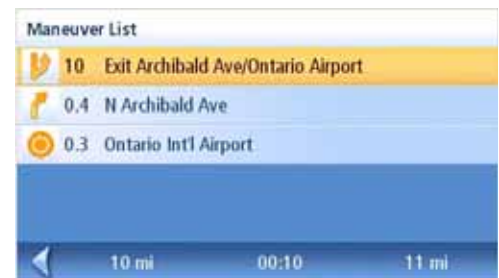 Maneuver List
10 Exit Archibald Ave/Ontario Airport
0.4 N Archibald Ave
0.3 Ontario Int'l Airport
10 mi 00:10 11 mi